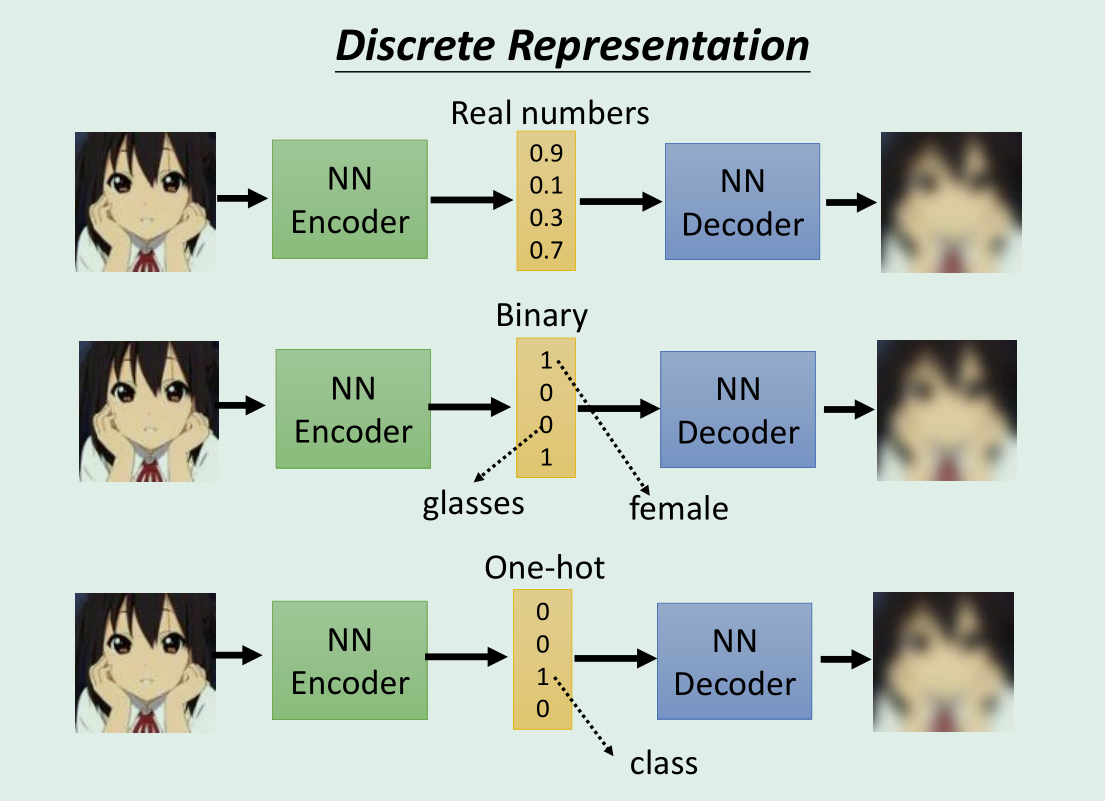 Discrete Representation
Real numbers
NN
Encoder
0.9
0.1
0.3
0.7
NN
Decoder
Binary
NN
Encoder
1
0
0
1
NN
Decoder
glasses
female
One-hot
NN
Encoder
0
0
1
0
NN
Decoder
class